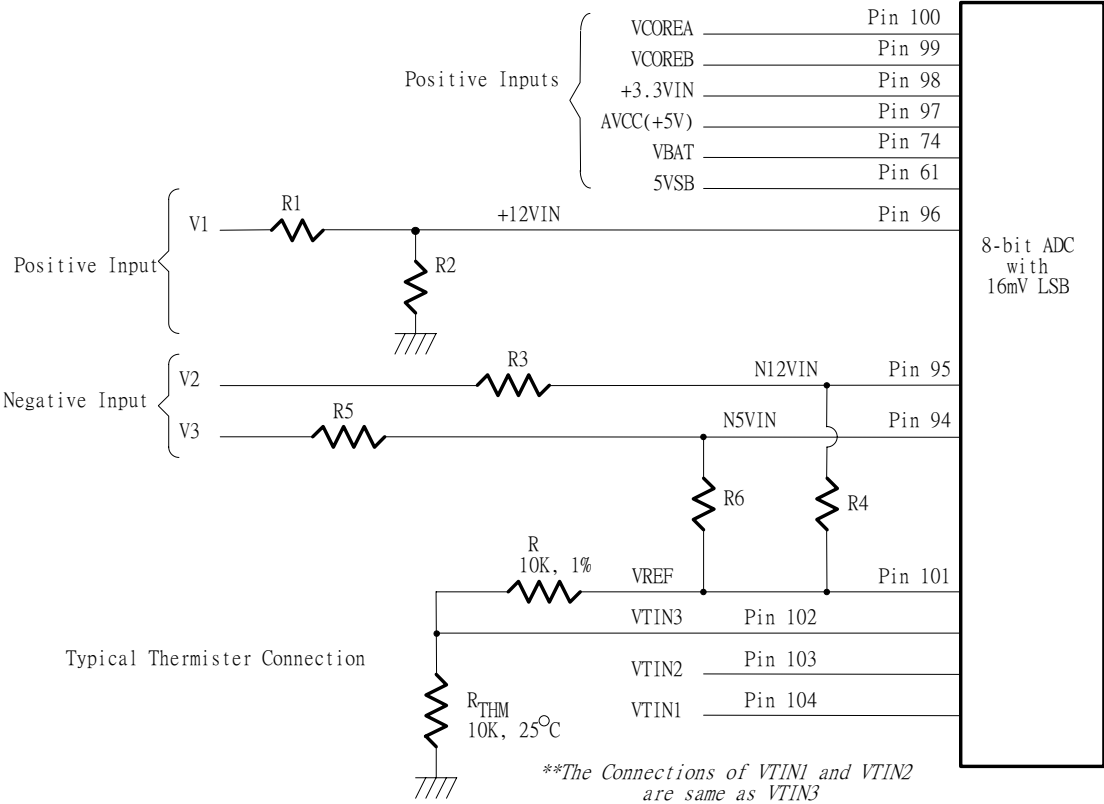 VCOREA Pin 100
VCOREB Pin 99
Positive Inputs
+3.3VIN Pin 98
AVCC(+5V) Pin 97
VBAT Pin 74
5VSB Pin 61
V1 R1 +12VIN Pin 96
Positive Input
R2
8-bit ADC
with
16mV LSB
R3
V2 N12VIN Pin 95
Negative Input
V3 R5 N5VIN Pin 94
R6 R4
R
10K, 1% VREF Pin 101
VTIN3 Pin 102
Typical Thermister Connection
VTIN2 Pin 103
VTIN1 Pin 104
RTHM
10K, 25°C
**The Connections of VTIN1 and VTIN2
are same as VTIN3